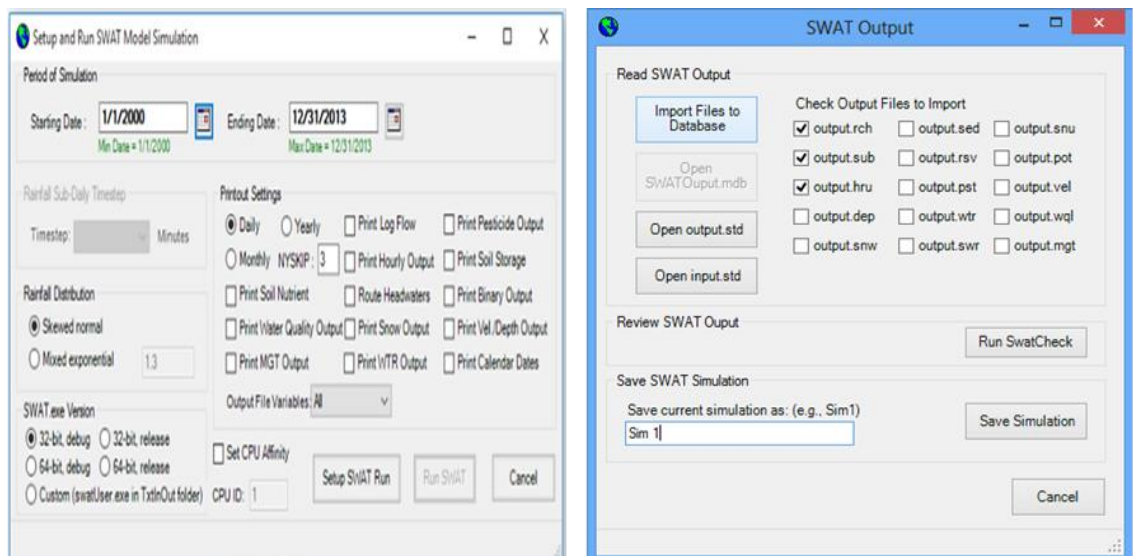 Setup and Run SWAT Model Simulation
Period of Simulation
Starting Date : 1/1/2000 Ending Date : 12/31/2013
Min Date = 1/1/2000 Max Date = 12/31/2013
Rainfall Sub-Daily Timestep
Timestep: Minutes
Rainfall Distribution
Skewed normal
Mixed exponential 1.3
SWAT.exe Version
32-bit, debug 32-bit, release
64-bit, debug 64-bit, release
Custom (swatUser.exe in TxtInOut folder)
Printout Settings
Daily Yearly Print Log Flow Print Pesticide Output
Monthly NYSKIP : 3 Print Hourly Output Print Soil Storage
Print Soil Nutrient Route Headwaters Print Binary Output
Print Water Quality Output Print Snow Output Print Vel./Depth Output
Print MGT Output Print WTR Output Print Calendar Dates
Output File Variables: All
Set CPU Affinity
CPU ID: 1
Setup SWAT Run Run SWAT Cancel
SWAT Output
Read SWAT Output
Import Files to
Database
Open
SWATOuput.mdb
Open output.std
Open input.std
Check Output Files to Import
output.rch output.sed output.snu
output.sub output.rsv output.pot
output.hru output.pst output.vel
output.dep output.wtr output.wql
output.snw output.swr output.mgt
Review SWAT Ouput
Run SwatCheck
Save SWAT Simulation
Save current simulation as: (e.g., Sim1)
Sim 1
Save Simulation
Cancel